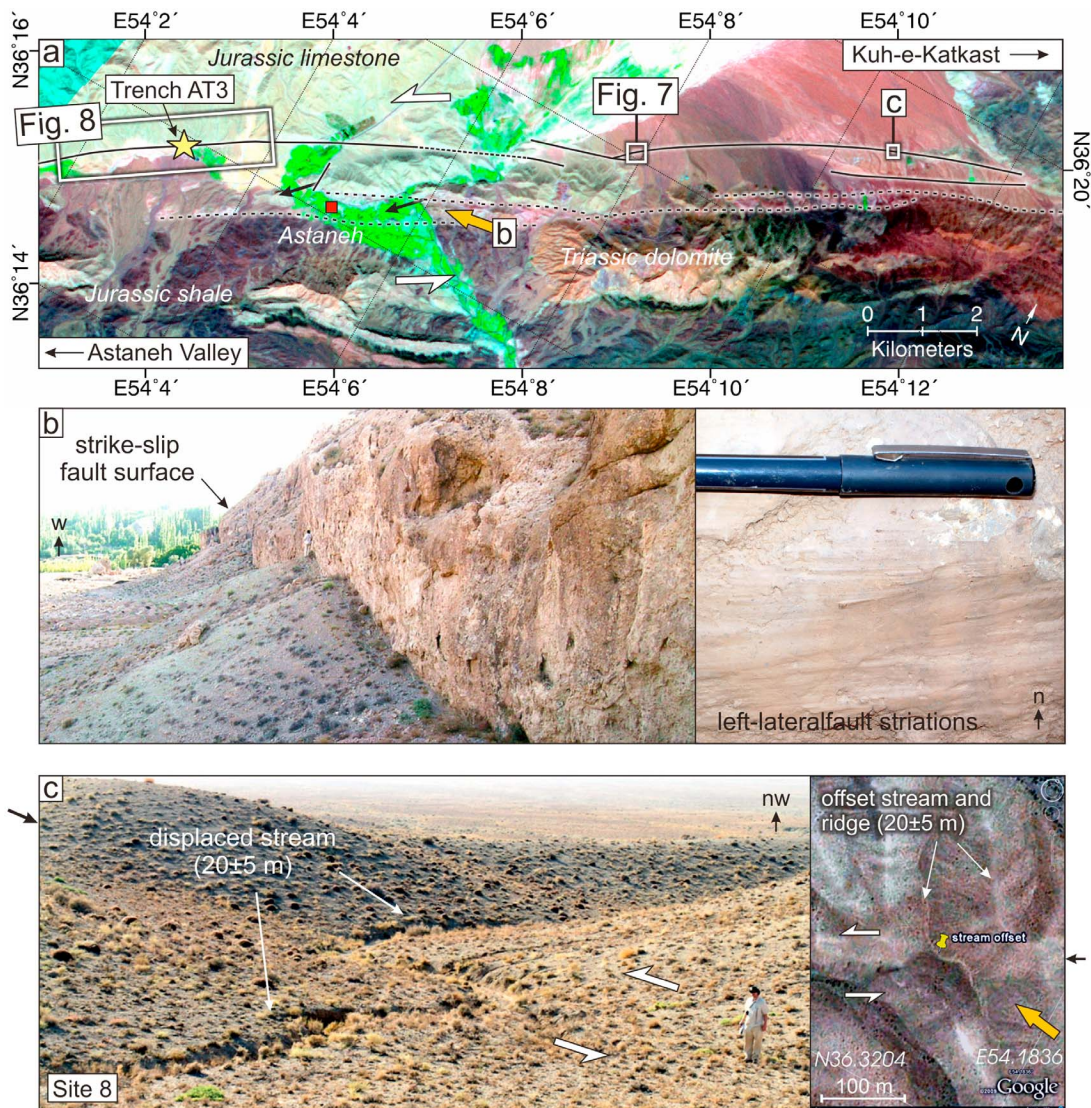 E54°2´
E54°4´
E54°6´
E54°8´
E54°10´
N36°16´
a
Jurassic limestone
Kuh-e-Katkast
Trench AT3
Fig. 8
Fig. 7
c
N36°20´
Astaneh
b
Triassic dolomite
N36°14´
Jurassic shale
0 1 2
Kilometers
N
Astaneh Valley
E54°4´
E54°6´
E54°8´
E54°10´
E54°12´
b
strike-slip
fault surface
w
left-lateralfault striations
n
c
displaced stream
(20±5 m)
nw
offset stream and
ridge (20±5 m)
stream offset
Site 8
N36.3204
E54.1836
100 m
Google